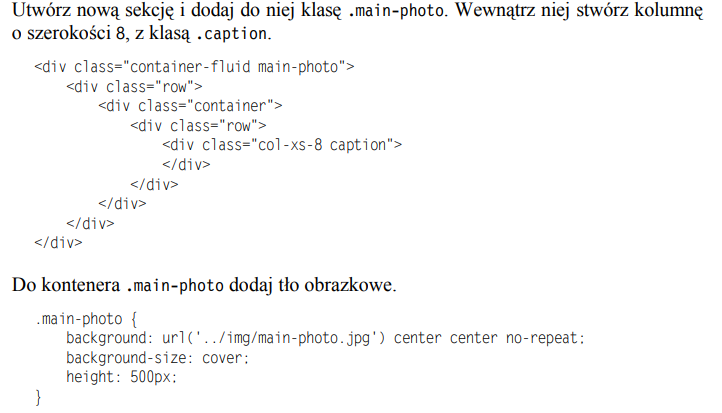 Utwórz nową sekcję i dodaj do niej klasę .main-photo. Wewnątrz niej stwórz kolumnę
o szerokości 8, z klasą .caption.
<div class="container-fluid main-photo">
    <div class="row">
        <div class="container">
            <div class="row">
                <div class="col-xs-8 caption">
                </div>
            </div>
        </div>
    </div>
</div>
Do kontenera .main-photo dodaj tło obrazkowe.
.main-photo {
    background: url('../img/main-photo.jpg') center center no-repeat;
    background-size: cover;
    height: 500px;
}